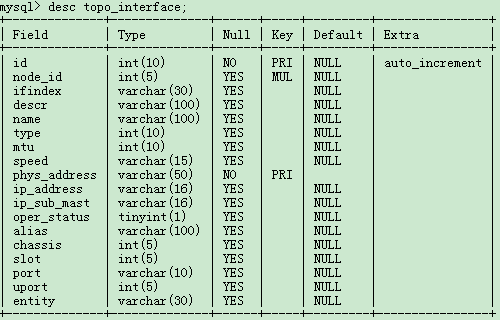 mysql> desc topo_interface;
| Field | Type | Null | Key | Default | Extra |
| id | int(10) | NO | PRI | NULL | auto_increment |
| node_id | int(5) | YES | MUL | NULL | |
| ifindex | varchar(30) | YES | | NULL | |
| descr | varchar(100) | YES | | NULL | |
| name | varchar(100) | YES | | NULL | |
| type | int(10) | YES | | NULL | |
| mtu | int(10) | YES | | NULL | |
| speed | varchar(15) | YES | | NULL | |
| phys_address | varchar(50) | NO | PRI | | |
| ip_address | varchar(16) | YES | | NULL | |
| ip_sub_mast | varchar(16) | YES | | NULL | |
| oper_status | tinyint(1) | YES | | NULL | |
| alias | varchar(100) | YES | | NULL | |
| chassis | int(5) | YES | | NULL | |
| slot | int(5) | YES | | NULL | |
| port | varchar(10) | YES | | NULL | |
| uport | int(5) | YES | | NULL | |
| entity | varchar(30) | YES | | NULL | |